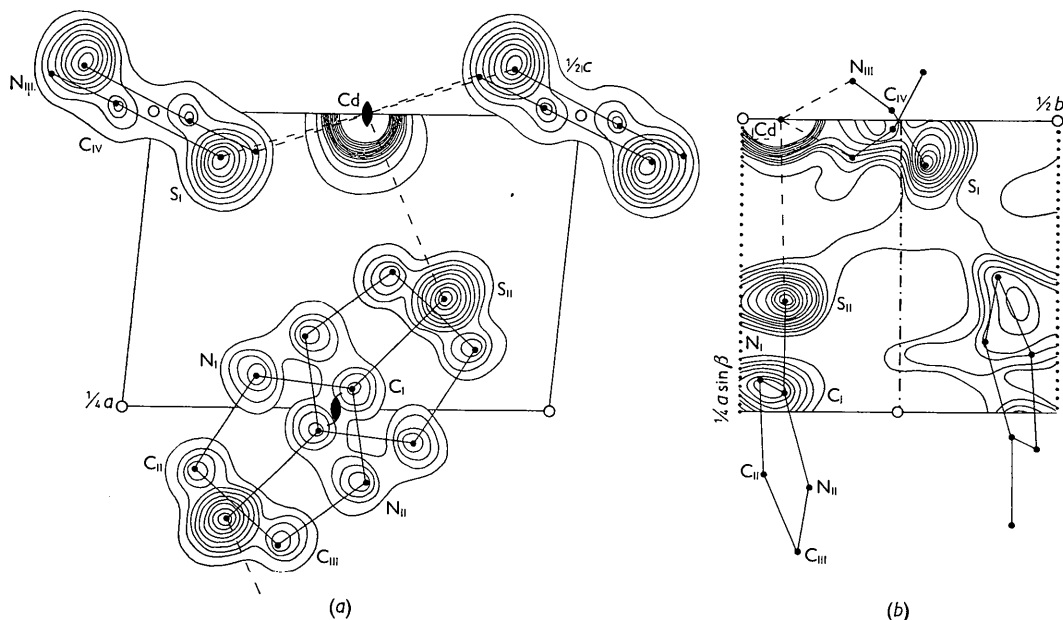 N_III
C_IV
S_I
Cd
½c
S_II
N_I
C_I
¼a
C_II
N_II
C_III
(a)
N_III
C_IV
½b
Cd
S_I
S_II
N_I
C_I
¼a sin β
C_II
N_II
C_III
(b)